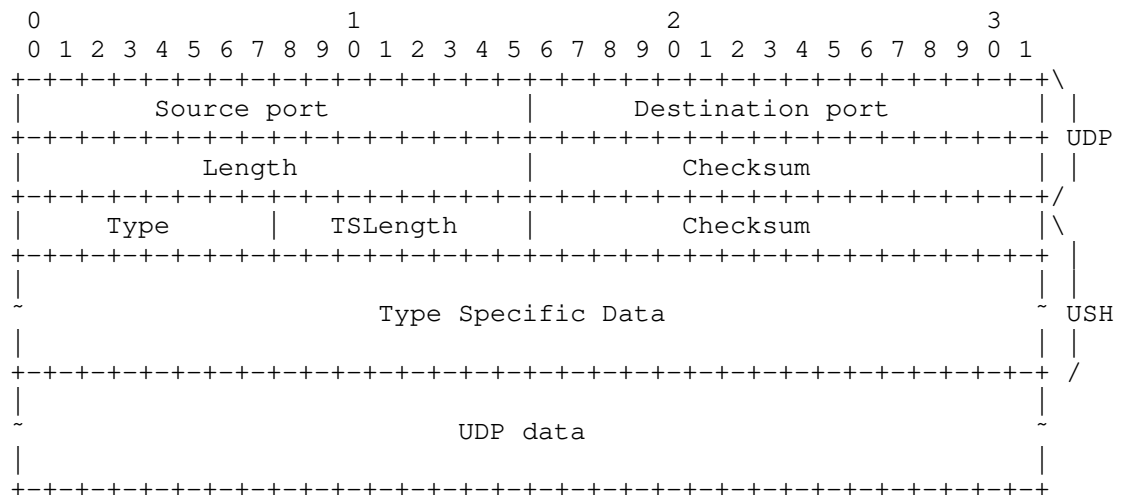 0                   1                   2                   3
 0 1 2 3 4 5 6 7 8 9 0 1 2 3 4 5 6 7 8 9 0 1 2 3 4 5 6 7 8 9 0 1
+-+-+-+-+-+-+-+-+-+-+-+-+-+-+-+-+-+-+-+-+-+-+-+-+-+-+-+-+-+-+-+-+\
|        Source port            |      Destination port         | |
+-+-+-+-+-+-+-+-+-+-+-+-+-+-+-+-+-+-+-+-+-+-+-+-+-+-+-+-+-+-+-+-+ UDP
|           Length              |         Checksum              | |
+-+-+-+-+-+-+-+-+-+-+-+-+-+-+-+-+-+-+-+-+-+-+-+-+-+-+-+-+-+-+-+-+/
|     Type      |   TSLength    |         Checksum              |\
+-+-+-+-+-+-+-+-+-+-+-+-+-+-+-+-+-+-+-+-+-+-+-+-+-+-+-+-+-+-+-+-+ |
|                                                               | |
~                      Type Specific Data                       ~ USH
|                                                               | |
+-+-+-+-+-+-+-+-+-+-+-+-+-+-+-+-+-+-+-+-+-+-+-+-+-+-+-+-+-+-+-+-+ /
|                                                               |
~                           UDP data                            ~
|                                                               |
+-+-+-+-+-+-+-+-+-+-+-+-+-+-+-+-+-+-+-+-+-+-+-+-+-+-+-+-+-+-+-+-+